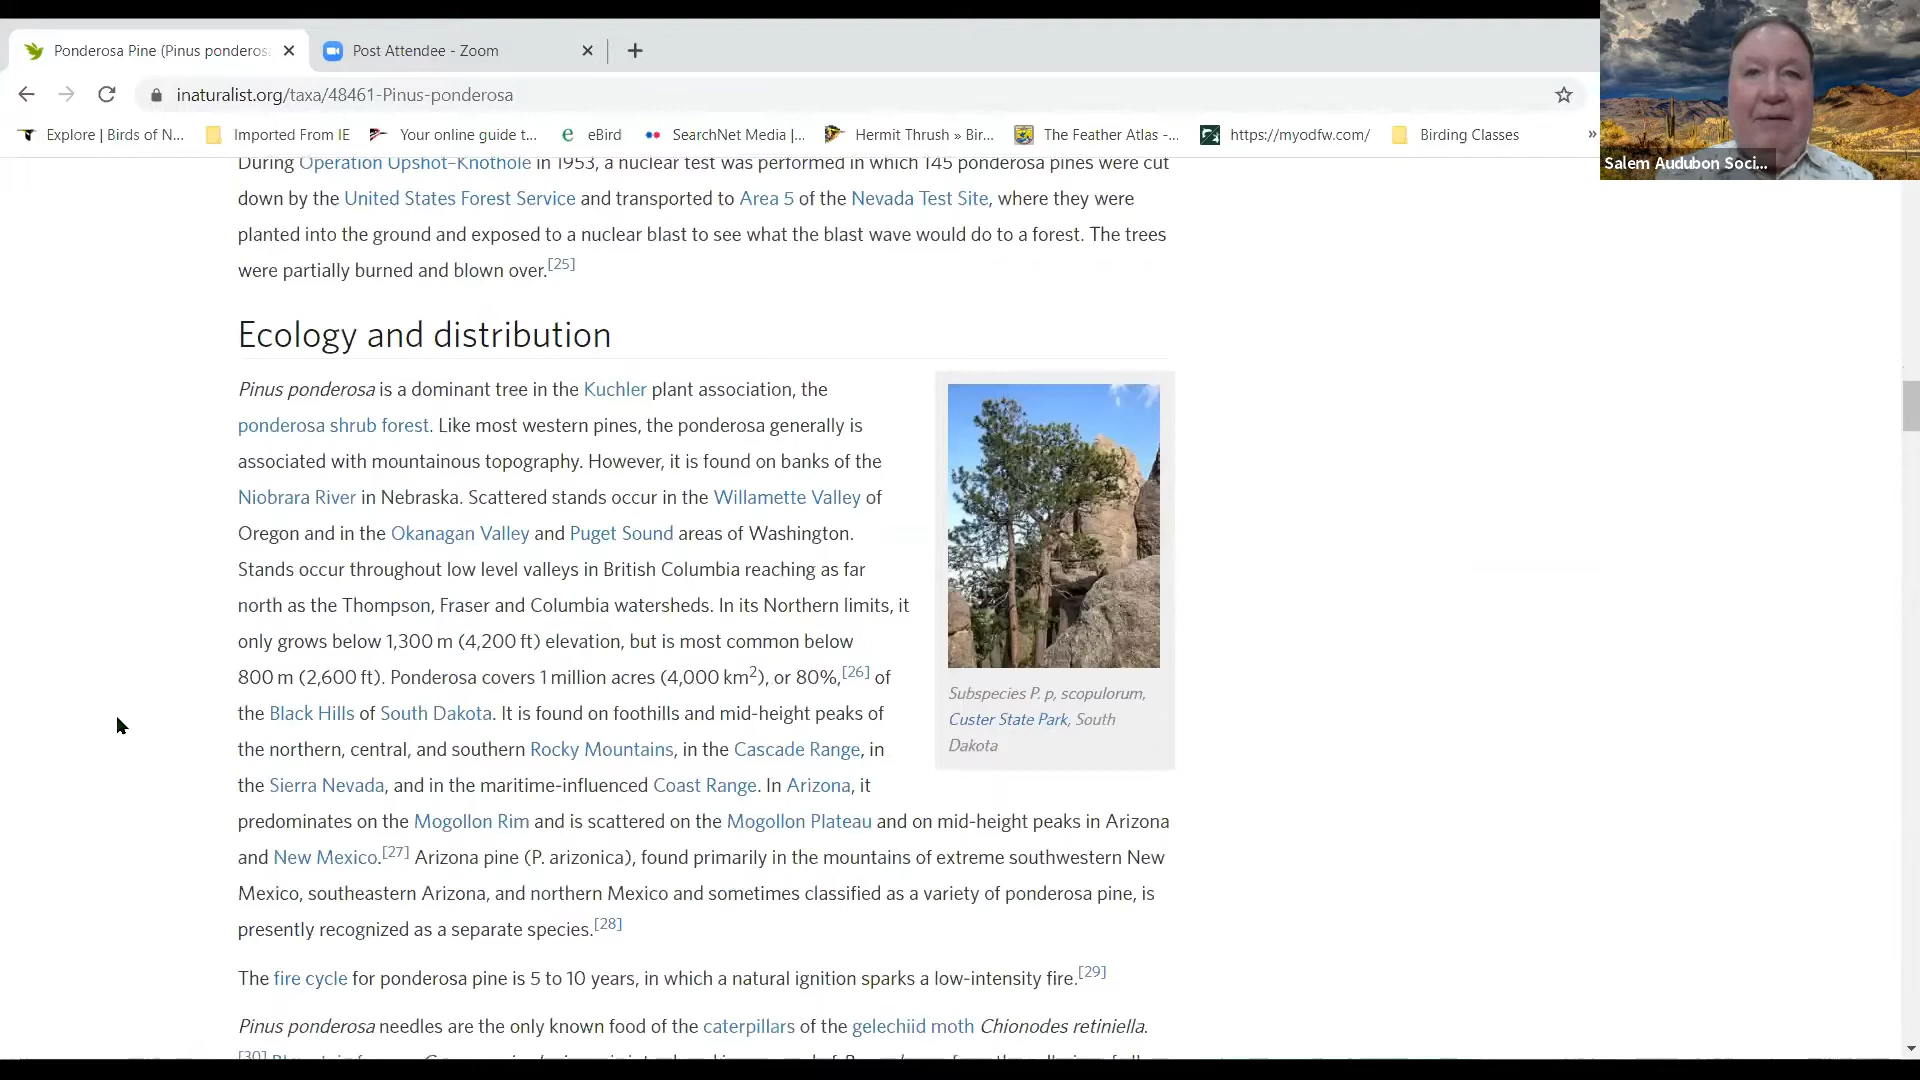 Ponderosa Pine (Pinus ponderos
Post Attendee - Zoom
inaturalist.org/taxa/48461-Pinus-ponderosa
Explore | Birds of N...
Imported From IE
Your online guide t...
eBird
SearchNet Media |...
Hermit Thrush » Bir...
The Feather Atlas -...
https://myodfw.com/
Birding Classes
»
Salem Audubon Soci...
During Operation Upshot–Knothole in 1953, a nuclear test was performed in which 145 ponderosa pines were cut
down by the United States Forest Service and transported to Area 5 of the Nevada Test Site, where they were
planted into the ground and exposed to a nuclear blast to see what the blast wave would do to a forest. The trees
were partially burned and blown over.[25]
Ecology and distribution
Pinus ponderosa is a dominant tree in the Kuchler plant association, the
ponderosa shrub forest. Like most western pines, the ponderosa generally is
associated with mountainous topography. However, it is found on banks of the
Niobrara River in Nebraska. Scattered stands occur in the Willamette Valley of
Oregon and in the Okanagan Valley and Puget Sound areas of Washington.
Stands occur throughout low level valleys in British Columbia reaching as far
north as the Thompson, Fraser and Columbia watersheds. In its Northern limits, it
only grows below 1,300 m (4,200 ft) elevation, but is most common below
800 m (2,600 ft). Ponderosa covers 1 million acres (4,000 km2), or 80%,[26] of
the Black Hills of South Dakota. It is found on foothills and mid-height peaks of
the northern, central, and southern Rocky Mountains, in the Cascade Range, in
the Sierra Nevada, and in the maritime-influenced Coast Range. In Arizona, it
predominates on the Mogollon Rim and is scattered on the Mogollon Plateau and on mid-height peaks in Arizona
and New Mexico.[27] Arizona pine (P. arizonica), found primarily in the mountains of extreme southwestern New
Mexico, southeastern Arizona, and northern Mexico and sometimes classified as a variety of ponderosa pine, is
presently recognized as a separate species.[28]
Subspecies P. p, scopulorum,
Custer State Park, South
Dakota
The fire cycle for ponderosa pine is 5 to 10 years, in which a natural ignition sparks a low-intensity fire.[29]
Pinus ponderosa needles are the only known food of the caterpillars of the gelechiid moth Chionodes retiniella.
[30]